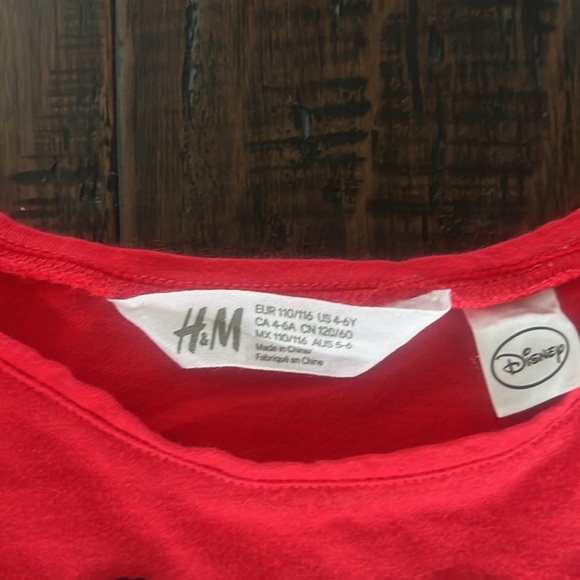 H&M
EUR 110/116 US 4-6Y
CA 4-6A CN 120/60
MX 110/116 AUS 5-6
Made in China/
Fabriqué en Chine
Disney